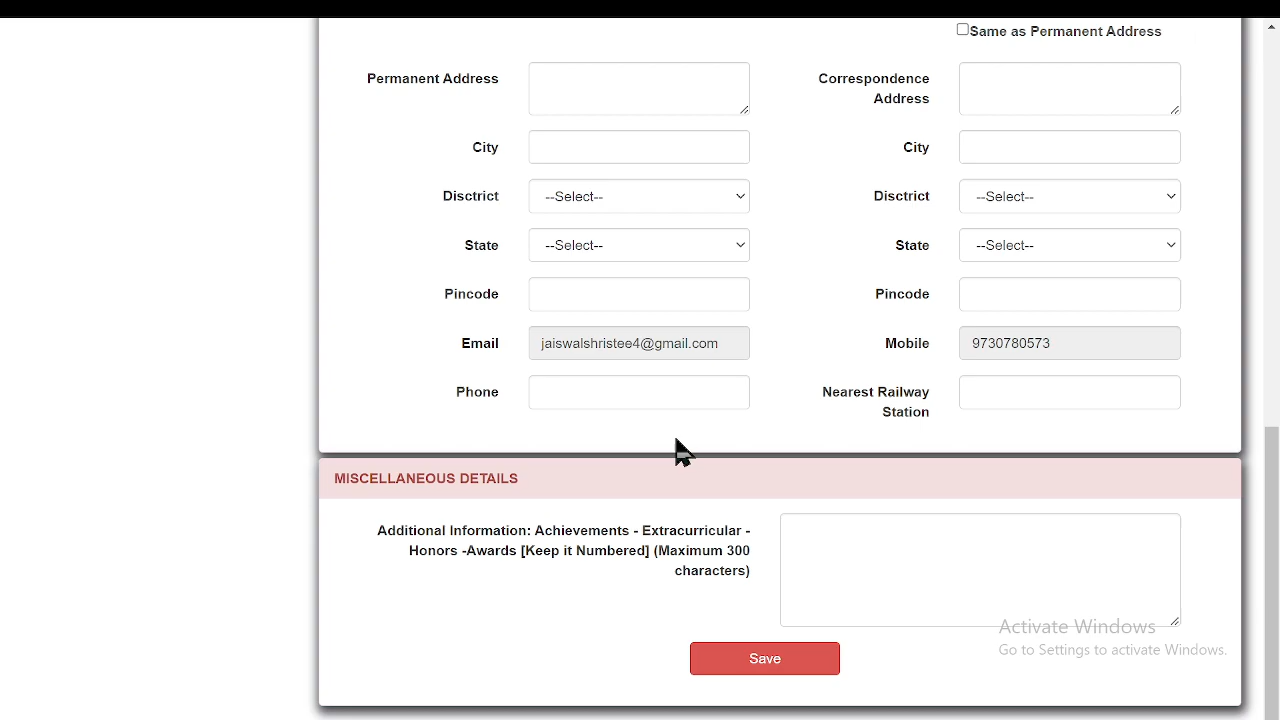 Same as Permanent Address
Permanent Address
Correspondence
Address
City
City
Disctrict
--Select--
Disctrict
--Select--
State
--Select--
State
--Select--
Pincode
Pincode
Email
jaiswalshristee4@gmail.com
Mobile
9730780573
Phone
Nearest Railway
Station
MISCELLANEOUS DETAILS
Additional Information: Achievements - Extracurricular -
Honors -Awards [Keep it Numbered] (Maximum 300
characters)
Save
Activate Windows
Go to Settings to activate Windows.